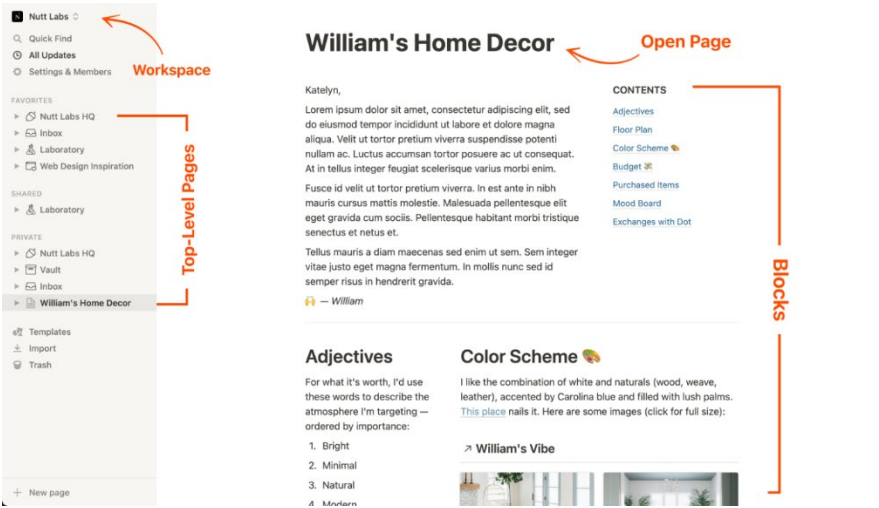 Nutt Labs
Quick Find
All Updates
Settings & Members
Workspace
FAVORITES
Nutt Labs HQ
Inbox
Laboratory
Web Design Inspiration
SHARED
Laboratory
PRIVATE
Nutt Labs HQ
Vault
Inbox
William's Home Decor
Templates
Import
Trash
New page
Top-Level Pages
William's Home Decor
Open Page
Katelyn,
Lorem ipsum dolor sit amet, consectetur adipiscing elit, sed
do eiusmod tempor incididunt ut labore et dolore magna
aliqua. Velit ut tortor pretium viverra suspendisse potenti
nullam ac. Luctus accumsan tortor posuere ac ut consequat.
At in tellus integer feugiat scelerisque varius morbi enim.
Fusce id velit ut tortor pretium viverra. In est ante in nibh
mauris cursus mattis molestie. Malesuada pellentesque elit
eget gravida cum sociis. Pellentesque habitant morbi tristique
senectus et netus et.
Tellus mauris a diam maecenas sed enim ut sem. Sem integer
vitae justo eget magna fermentum. In mollis nunc sed id
semper risus in hendrerit gravida.
🙌 — William
CONTENTS
Adjectives
Floor Plan
Color Scheme 🎨
Budget 💸
Purchased Items
Mood Board
Exchanges with Dot
Blocks
Adjectives
For what it's worth, I'd use
these words to describe the
atmosphere I'm targeting —
ordered by importance:
1. Bright
2. Minimal
3. Natural
4. Modern
Color Scheme 🎨
I like the combination of white and naturals (wood, weave,
leather), accented by Carolina blue and filled with lush palms.
This place nails it. Here are some images (click for full size):
↗ William's Vibe